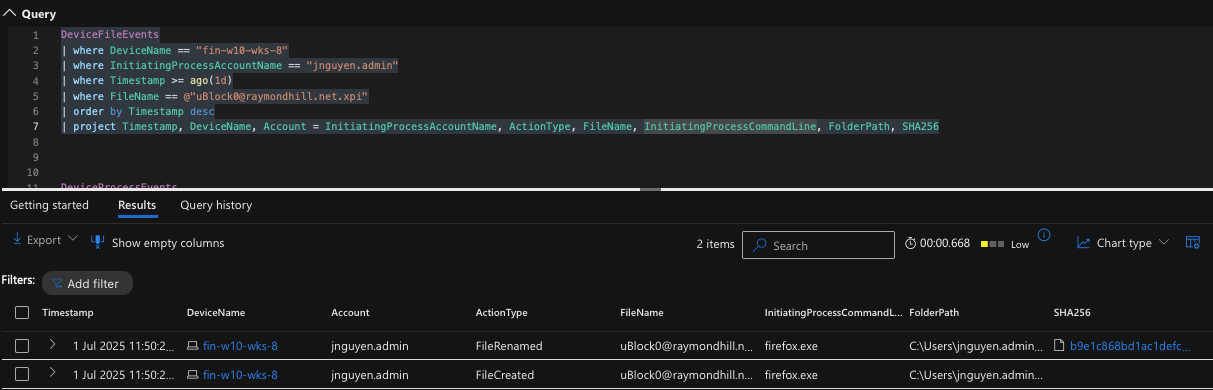 Query
1 DeviceFileEvents
2 | where DeviceName == "fin-w10-wks-8"
3 | where InitiatingProcessAccountName == "jnguyen.admin"
4 | where Timestamp >= ago(1d)
5 | where FileName == @"uBlock0@raymondhill.net.xpi"
6 | order by Timestamp desc
7 | project Timestamp, DeviceName, Account = InitiatingProcessAccountName, ActionType, FileName, InitiatingProcessCommandLine, FolderPath, SHA256
8
9
10
11 DeviceProcessEvents
Getting started Results Query history
Export Show empty columns 2 items Search 00:00.668 Low Chart type
Filters: Add filter
Timestamp DeviceName Account ActionType FileName InitiatingProcessCommandL... FolderPath SHA256
1 Jul 2025 11:50:2... fin-w10-wks-8 jnguyen.admin FileRenamed uBlock0@raymondhill.n... firefox.exe C:\Users\jnguyen.admin... b9e1c868bd1ac1defc...
1 Jul 2025 11:50:2... fin-w10-wks-8 jnguyen.admin FileCreated uBlock0@raymondhill.n... firefox.exe C:\Users\jnguyen.admin...